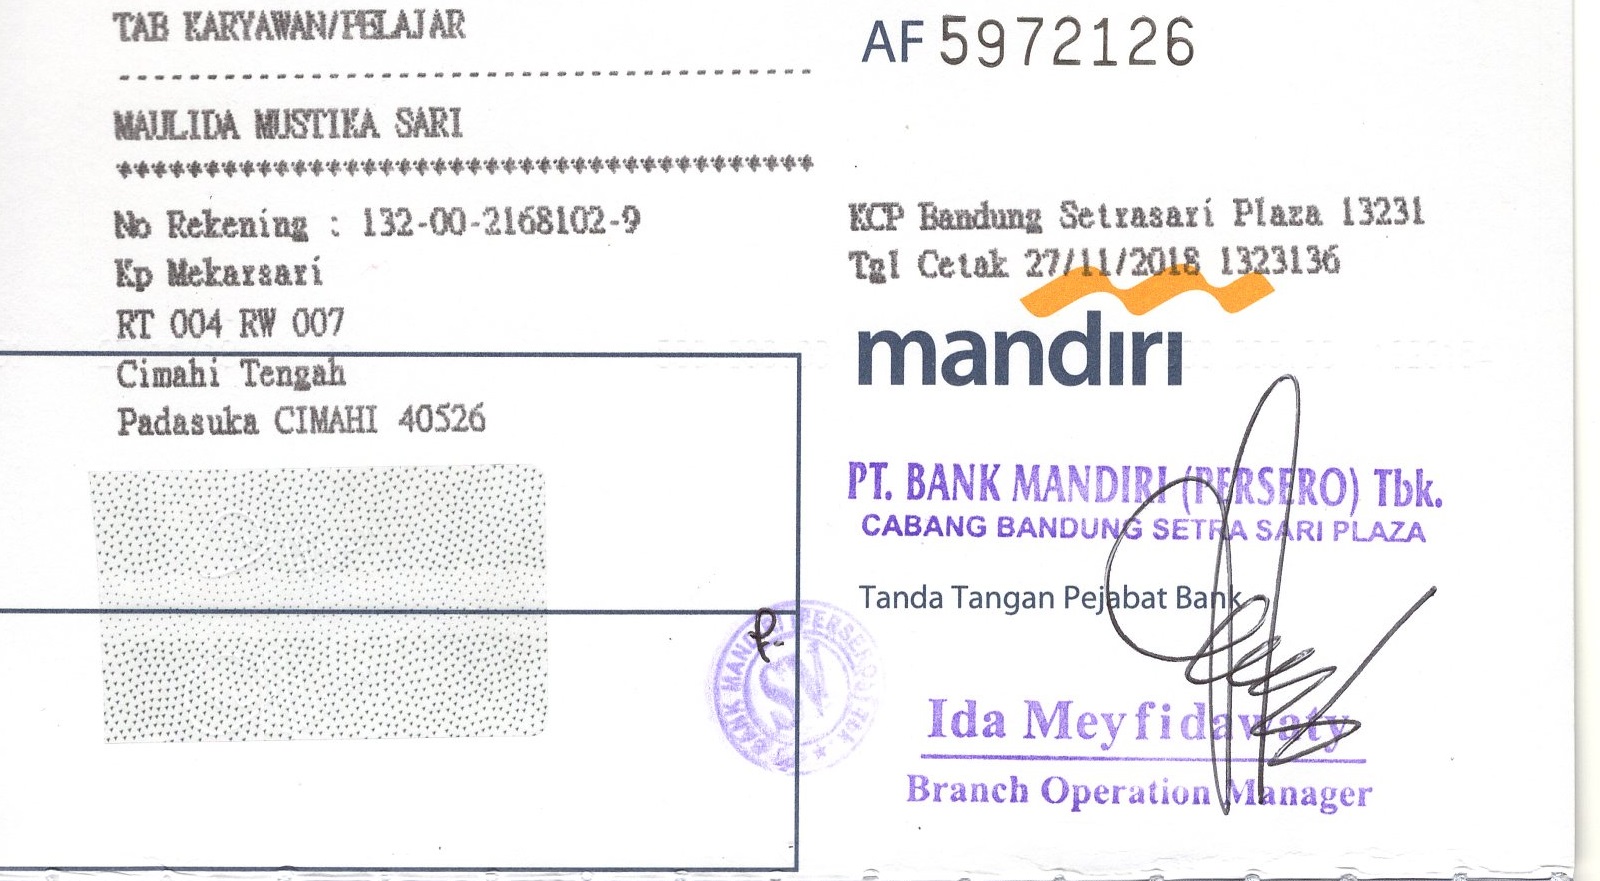 TAB KARYAWAN/PELAJAR
AF 5972126
MAULIDA MUSTIKA SARI
****************************************
No Rekening : 132-00-2168102-9
Kp Mekarsari
RT 004 RW 007
Cimahi Tengah
Padasuka CIMAHI 40526
KCP Bandung Setrasari Plaza 13231
Tgl Cetak 27/11/2018 1323136
mandiri
PT. BANK MANDIRI (PERSERO) Tbk.
CABANG BANDUNG SETRA SARI PLAZA
Tanda Tangan Pejabat Bank
BANK MANDIRI (PERSERO) Tbk.
Ida Meyfidawaty
Branch Operation Manager